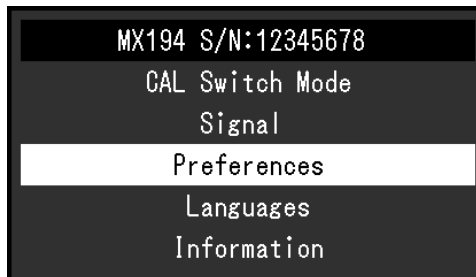 MX194 S/N:12345678
CAL Switch Mode
Signal
Preferences
Languages
Information